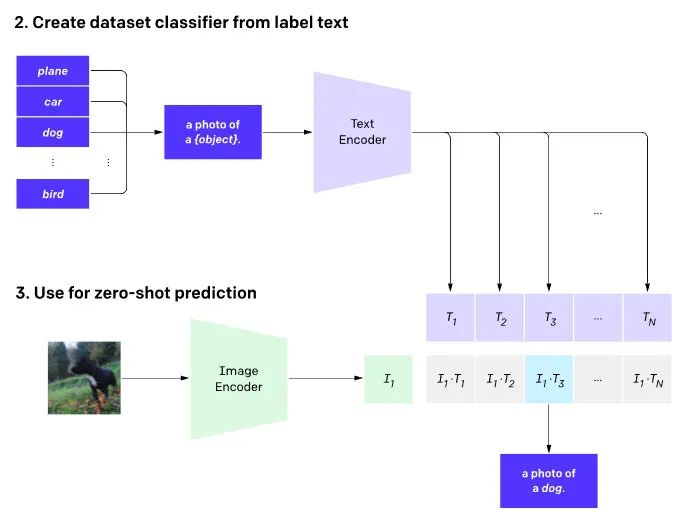 2. Create dataset classifier from label text
plane
car
dog
⋮ ⋮
bird
a photo of
a {object}.
Text
Encoder
...
3. Use for zero-shot prediction
T1 T2 T3 ... TN
Image
Encoder
I1
I1·T1 I1·T2 I1·T3 ... I1·TN
a photo of
a dog.